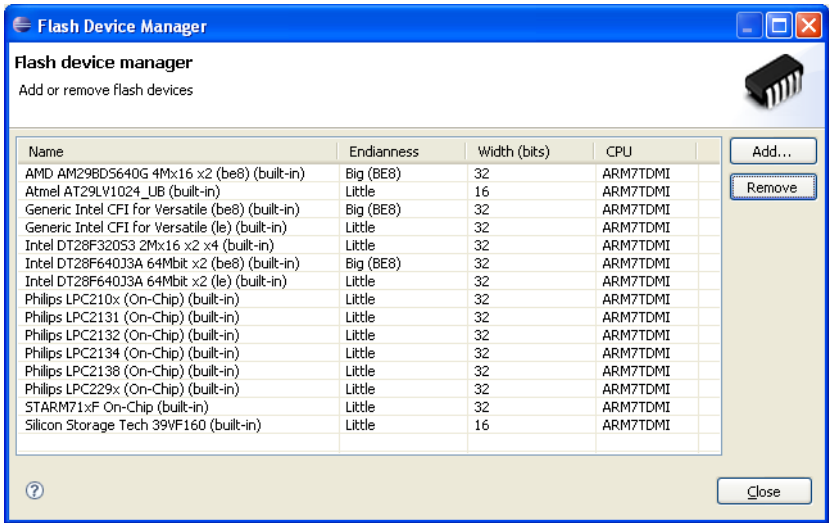 Flash Device Manager
Flash device manager
Add or remove flash devices
Name Endianness Width (bits) CPU
AMD AM29BDS640G 4Mx16 x2 (be8) (built-in) Big (BE8) 32 ARM7TDMI
Atmel AT29LV1024_UB (built-in) Little 16 ARM7TDMI
Generic Intel CFI for Versatile (be8) (built-in) Big (BE8) 32 ARM7TDMI
Generic Intel CFI for Versatile (le) (built-in) Little 32 ARM7TDMI
Intel DT28F320S3 2Mx16 x2 x4 (built-in) Little 32 ARM7TDMI
Intel DT28F640J3A 64Mbit x2 (be8) (built-in) Big (BE8) 32 ARM7TDMI
Intel DT28F640J3A 64Mbit x2 (le) (built-in) Little 32 ARM7TDMI
Philips LPC210x (On-Chip) (built-in) Little 32 ARM7TDMI
Philips LPC2131 (On-Chip) (built-in) Little 32 ARM7TDMI
Philips LPC2132 (On-Chip) (built-in) Little 32 ARM7TDMI
Philips LPC2134 (On-Chip) (built-in) Little 32 ARM7TDMI
Philips LPC2138 (On-Chip) (built-in) Little 32 ARM7TDMI
Philips LPC229x (On-Chip) (built-in) Little 32 ARM7TDMI
STARM71xF On-Chip (built-in) Little 32 ARM7TDMI
Silicon Storage Tech 39VF160 (built-in) Little 16 ARM7TDMI
Add...
Remove
?
Close